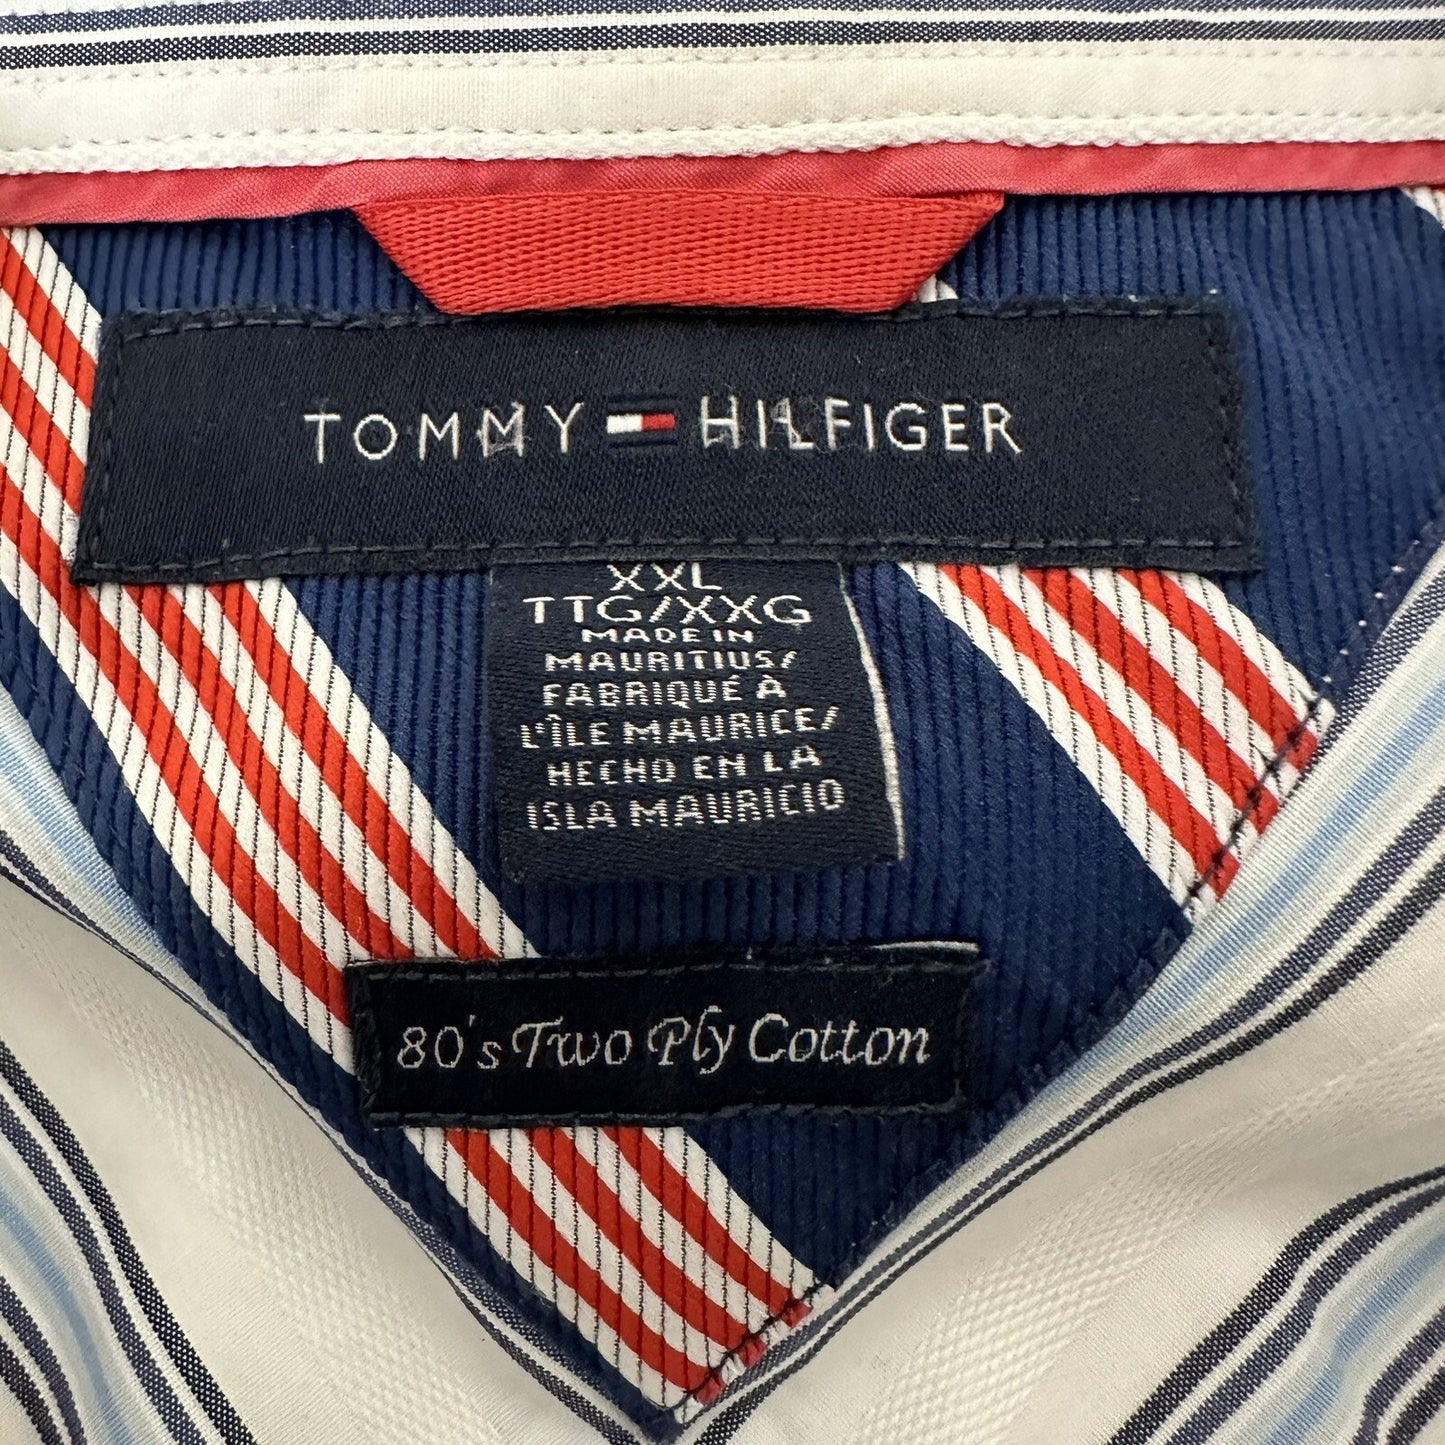 TOMMY HILFIGER
XXL
TTG/XXG
MADE IN
MAURITIUS/
FABRIQUÉ À
L'ÎLE MAURICE/
HECHO EN LA
ISLA MAURICIO
80's Two Ply Cotton